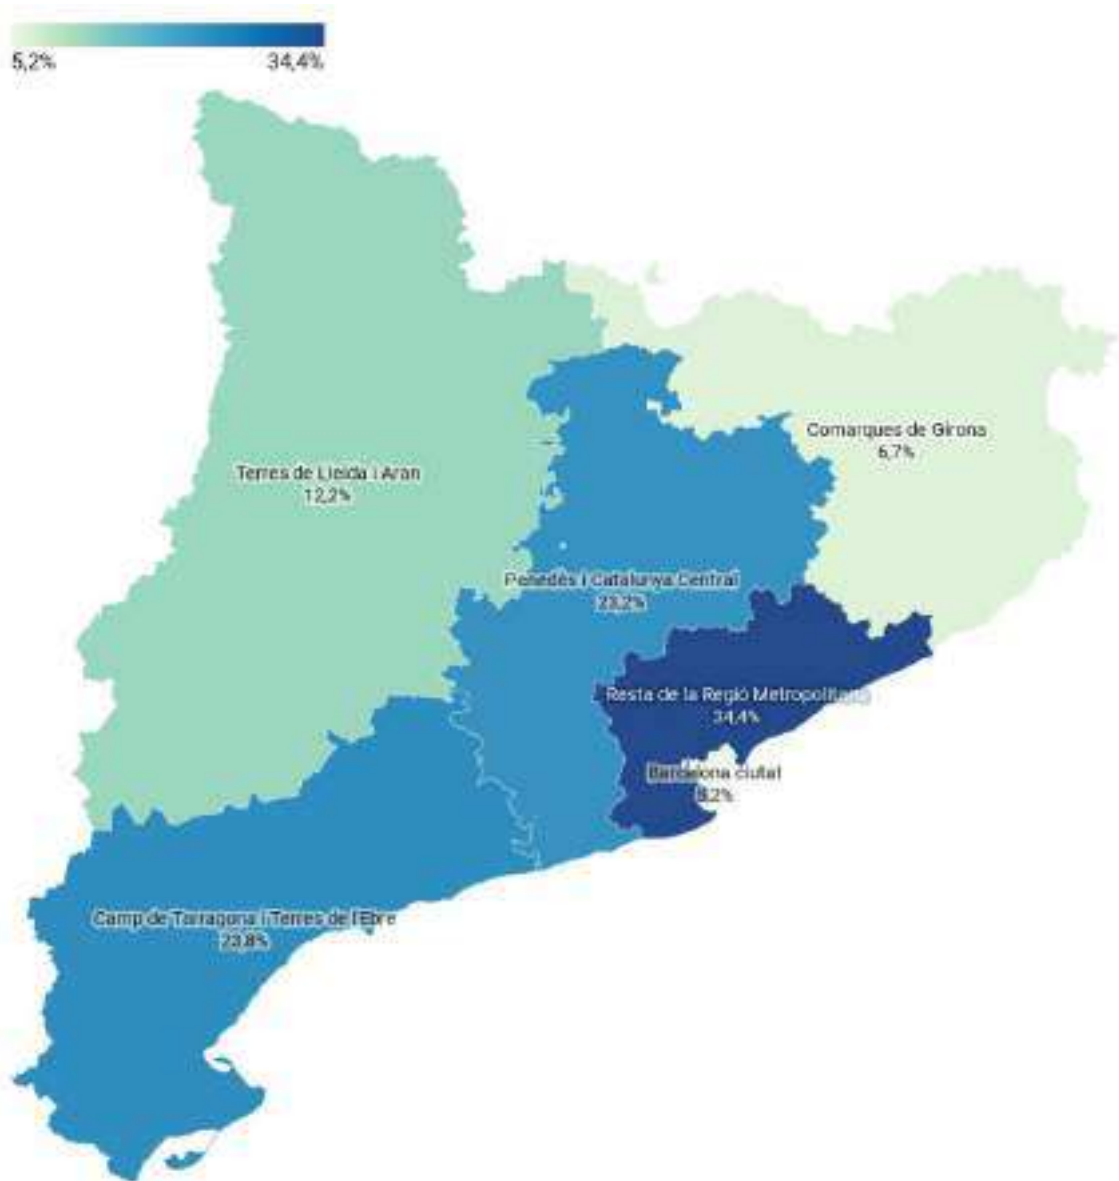 5,2% 34,4%
Comarques de Girona
6,7%
Terres de Lleida i Aran
12,2%
Penedès i Catalunya Central
23,2%
Resta de la Regió Metropolitana
34,4%
Barcelona ciutat
5,2%
Camp de Tarragona i Terres de l'Ebre
23,8%